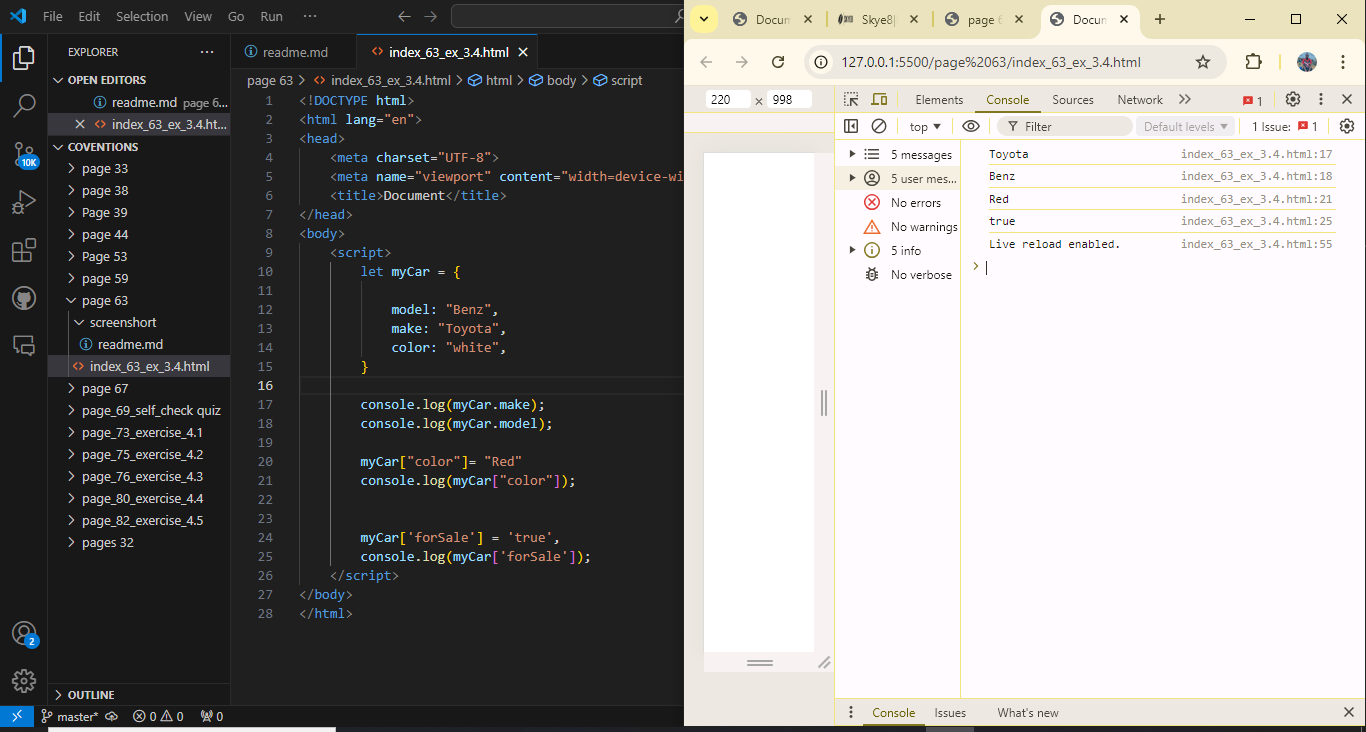 File Edit Selection View Go Run ···
EXPLORER ···
OPEN EDITORS
readme.md page 6...
index_63_ex_3.4.ht...
COVENTIONS
page 33
page 38
Page 39
page 44
Page 53
page 59
page 63
screenshort
readme.md
index_63_ex_3.4.html
page 67
page_69_self_check quiz
page_73_exercise_4.1
page_75_exercise_4.2
page_76_exercise_4.3
page_80_exercise_4.4
page_82_exercise_4.5
pages 32
OUTLINE
10K
2
master* 0 0 0
readme.md index_63_ex_3.4.html
page 63 > index_63_ex_3.4.html > html > body > script
1 <!DOCTYPE html>
2 <html lang="en">
3 <head>
4 <meta charset="UTF-8">
5 <meta name="viewport" content="width=device-wi
6 <title>Document</title>
7 </head>
8 <body>
9 <script>
10 let myCar = {
11
12 model: "Benz",
13 make: "Toyota",
14 color: "white",
15 }
16
17 console.log(myCar.make);
18 console.log(myCar.model);
19
20 myCar["color"]= "Red"
21 console.log(myCar["color"]);
22
23
24 myCar['forSale'] = 'true',
25 console.log(myCar['forSale']);
26 </script>
27 </body>
28 </html>
Docum Skye8| page 6 Docum
127.0.0.1:5500/page%2063/index_63_ex_3.4.html
220 × 998
Elements Console Sources Network 1
top Filter Default levels 1 Issue: 1
5 messages
5 user mes...
No errors
No warnings
5 info
No verbose
Toyota index_63_ex_3.4.html:17
Benz index_63_ex_3.4.html:18
Red index_63_ex_3.4.html:21
true index_63_ex_3.4.html:25
Live reload enabled. index_63_ex_3.4.html:55
Console Issues What's new